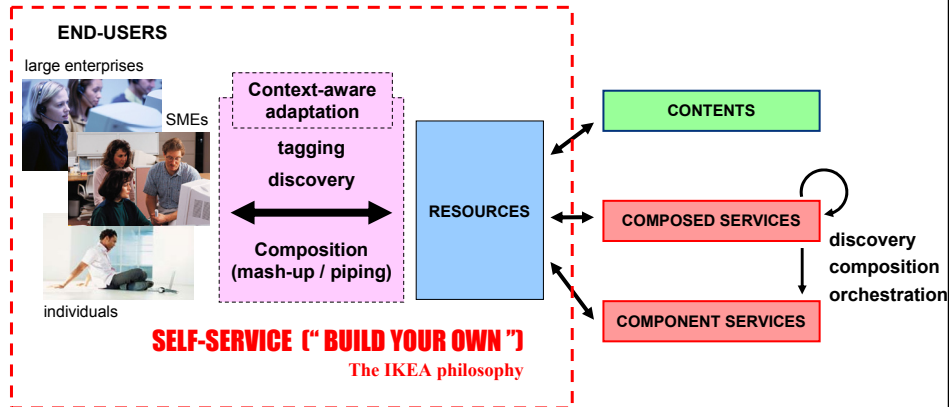 END-USERS
large enterprises
SMEs
individuals
Context-aware
adaptation
tagging
discovery
Composition
(mash-up / piping)
RESOURCES
CONTENTS
COMPOSED SERVICES
discovery
composition
orchestration
COMPONENT SERVICES
SELF-SERVICE (“ BUILD YOUR OWN ”)
The IKEA philosophy